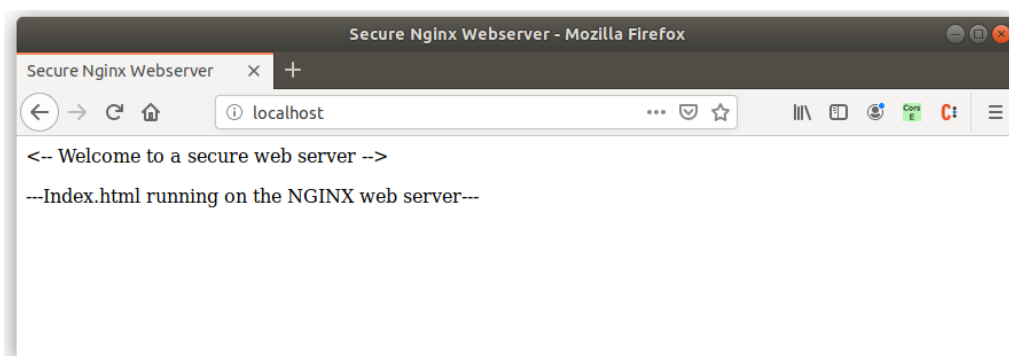 Secure Nginx Webserver - Mozilla Firefox
Secure Nginx Webserver
localhost
Cors
E
C
<-- Welcome to a secure web server -->
---Index.html running on the NGINX web server---